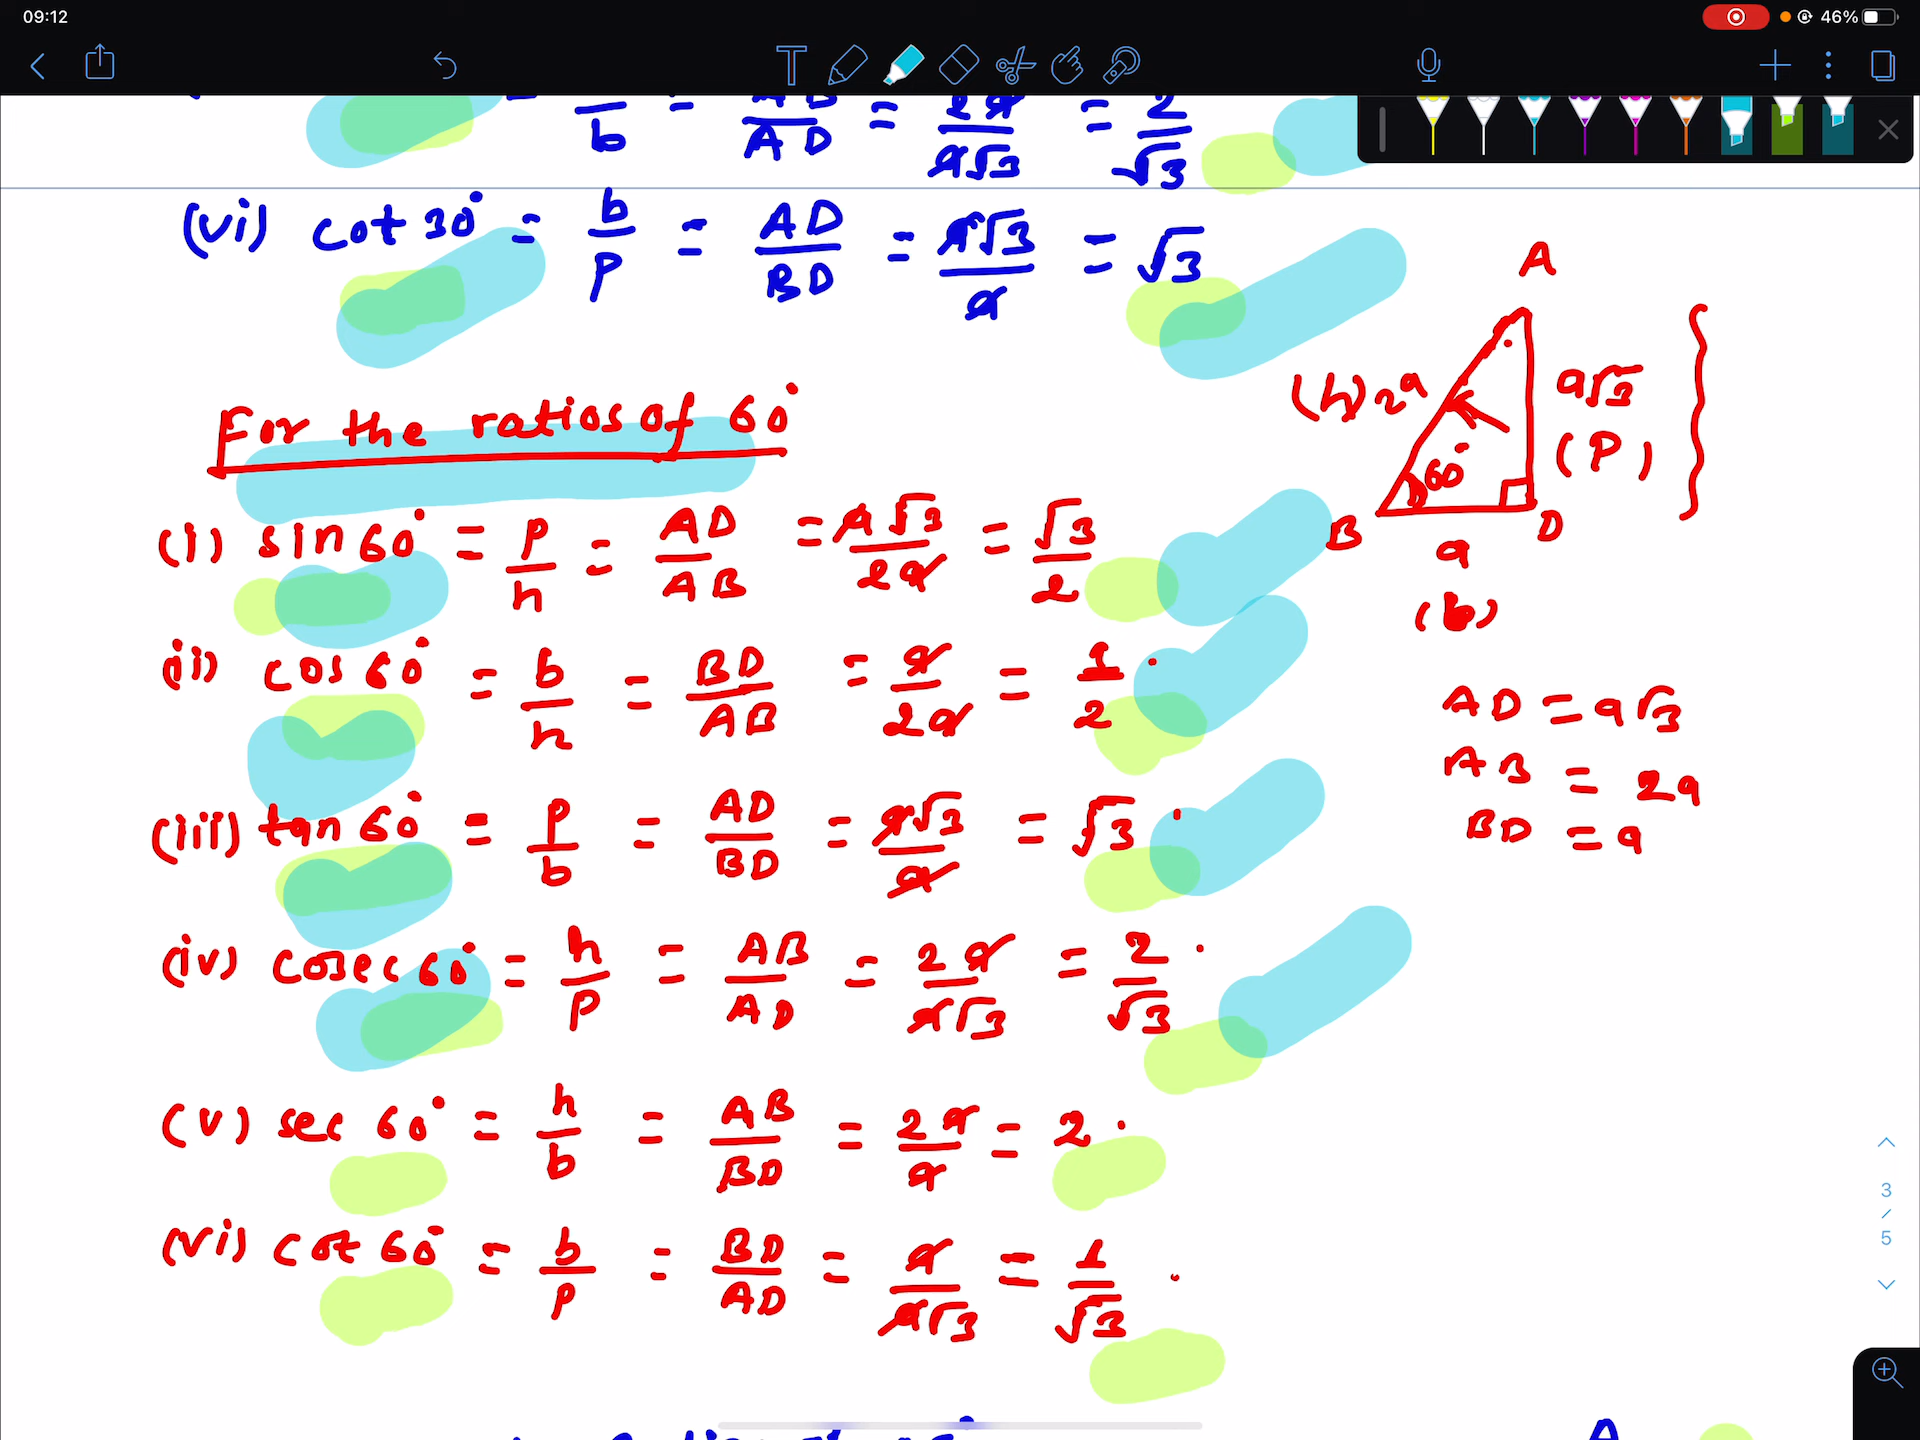 09:12
46%
b = AD = a√3 = √3
(vi) cot 30° = b/p = AD/BD = a√3/a = √3
A
(h) 2a
a√3
(P)
60°
B
D
a
(b)
For the ratios of 60°
(i) sin 60° = p/h = AD/AB = a√3/2a = √3/2
(ii) cos 60° = b/h = BD/AB = a/2a = 1/2
AD = a√3
AB = 2a
BD = a
(iii) tan 60° = p/b = AD/BD = a√3/a = √3
(iv) cosec 60° = h/p = AB/AD = 2a/a√3 = 2/√3
(v) sec 60° = h/b = AB/BD = 2a/a = 2
(vi) cot 60° = b/p = BD/AD = a/a√3 = 1/√3
3
/
5
A